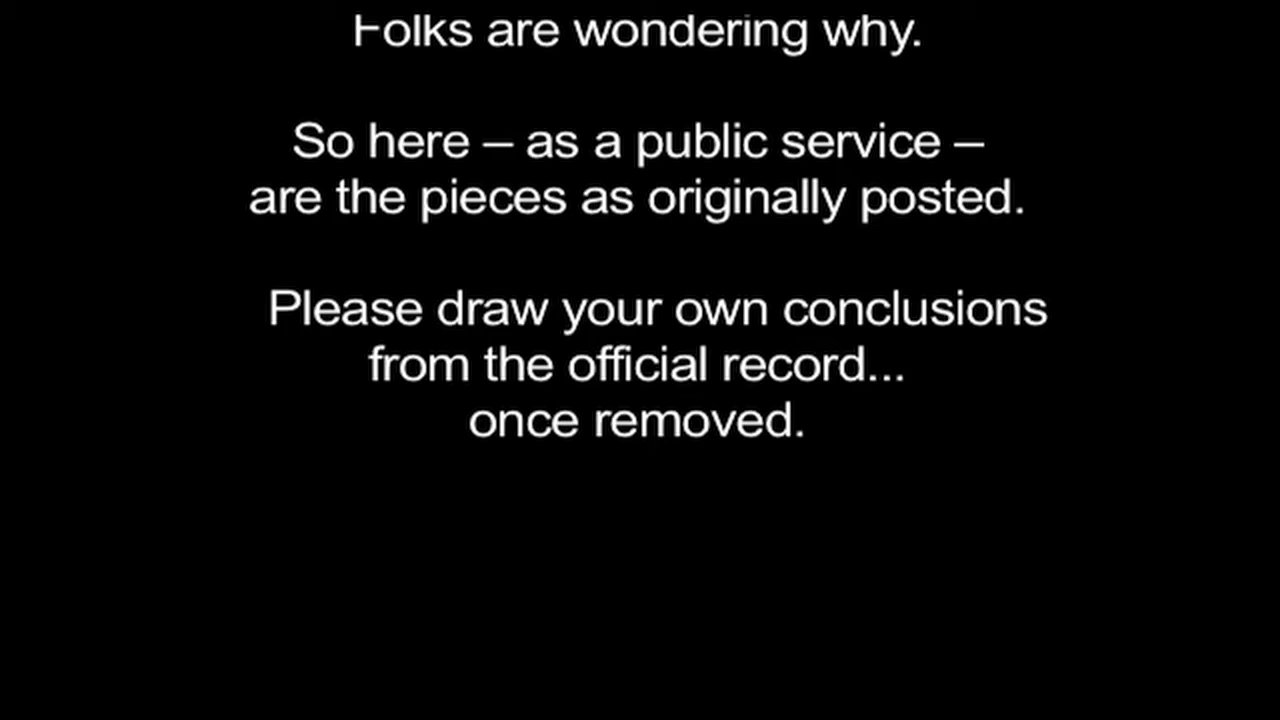 Folks are wondering why.
So here – as a public service –
are the pieces as originally posted.
Please draw your own conclusions
from the official record...
once removed.